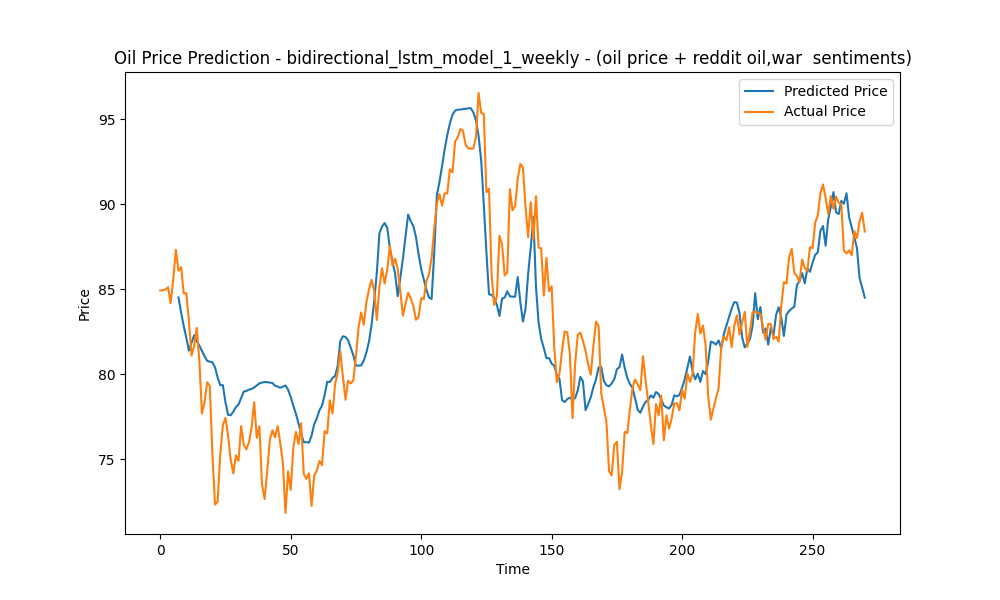 Oil Price Prediction - bidirectional_lstm_model_1_weekly - (oil price + reddit oil,war  sentiments)
Predicted Price
Actual Price
95
90
85
80
75
Price
0 50 100 150 200 250
Time